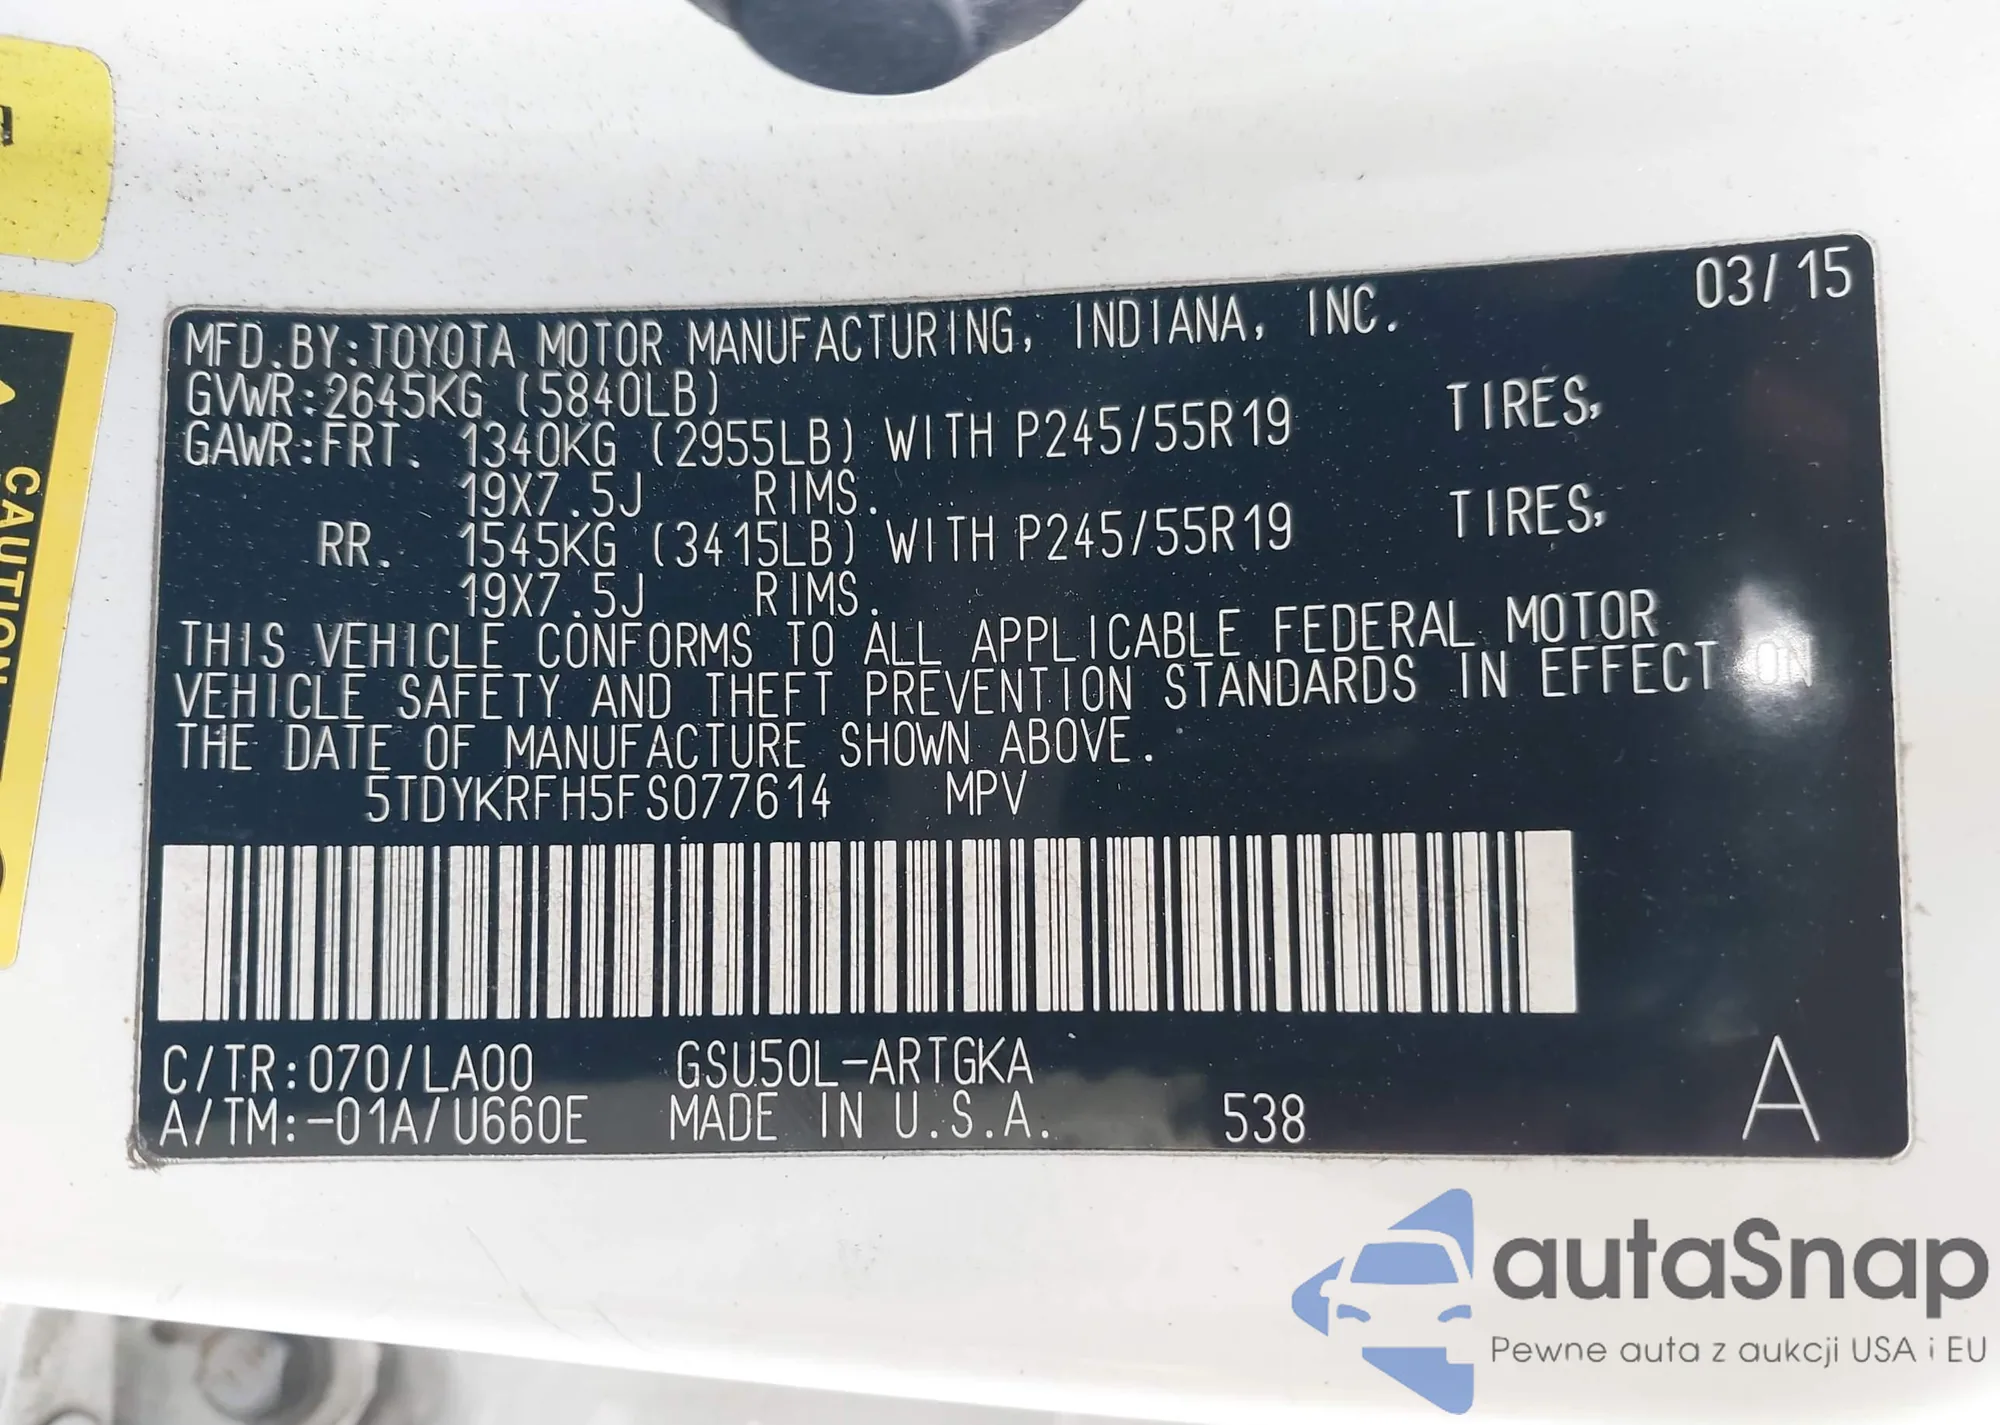 03/15
MFD.BY:TOYOTA MOTOR MANUFACTURING, INDIANA, INC.
GVWR:2645KG (5840LB)
GAWR:FRT. 1340KG (2955LB) WITH P245/55R19 TIRES,
19X7.5J RIMS.
RR. 1545KG (3415LB) WITH P245/55R19 TIRES,
19X7.5J RIMS.
THIS VEHICLE CONFORMS TO ALL APPLICABLE FEDERAL MOTOR
VEHICLE SAFETY AND THEFT PREVENTION STANDARDS IN EFFECT ON
THE DATE OF MANUFACTURE SHOWN ABOVE.
5TDYKRFH5FS077614 MPV
C/TR:070/LA00 GSU50L-ARTGKA
A/TM:-01A/U660E MADE IN U.S.A. 538 A
CAUTION
autaSnap
Pewne auta z aukcji USA i EU